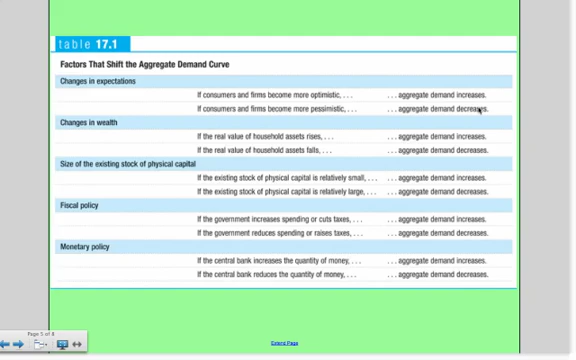 table 17.1
Factors That Shift the Aggregate Demand Curve
Changes in expectations
If consumers and firms become more optimistic, . . . . . . aggregate demand increases.
If consumers and firms become more pessimistic, . . . . . . aggregate demand decreases.
Changes in wealth
If the real value of household assets rises, . . . . . . aggregate demand increases.
If the real value of household assets falls, . . . . . . aggregate demand decreases.
Size of the existing stock of physical capital
If the existing stock of physical capital is relatively small, . . . . . . aggregate demand increases.
If the existing stock of physical capital is relatively large, . . . . . . aggregate demand decreases.
Fiscal policy
If the government increases spending or cuts taxes, . . . . . . aggregate demand increases.
If the government reduces spending or raises taxes, . . . . . . aggregate demand decreases.
Monetary policy
If the central bank increases the quantity of money, . . . . . . aggregate demand increases.
If the central bank reduces the quantity of money, . . . . . . aggregate demand decreases.
Page 5 of 8
Extend Page